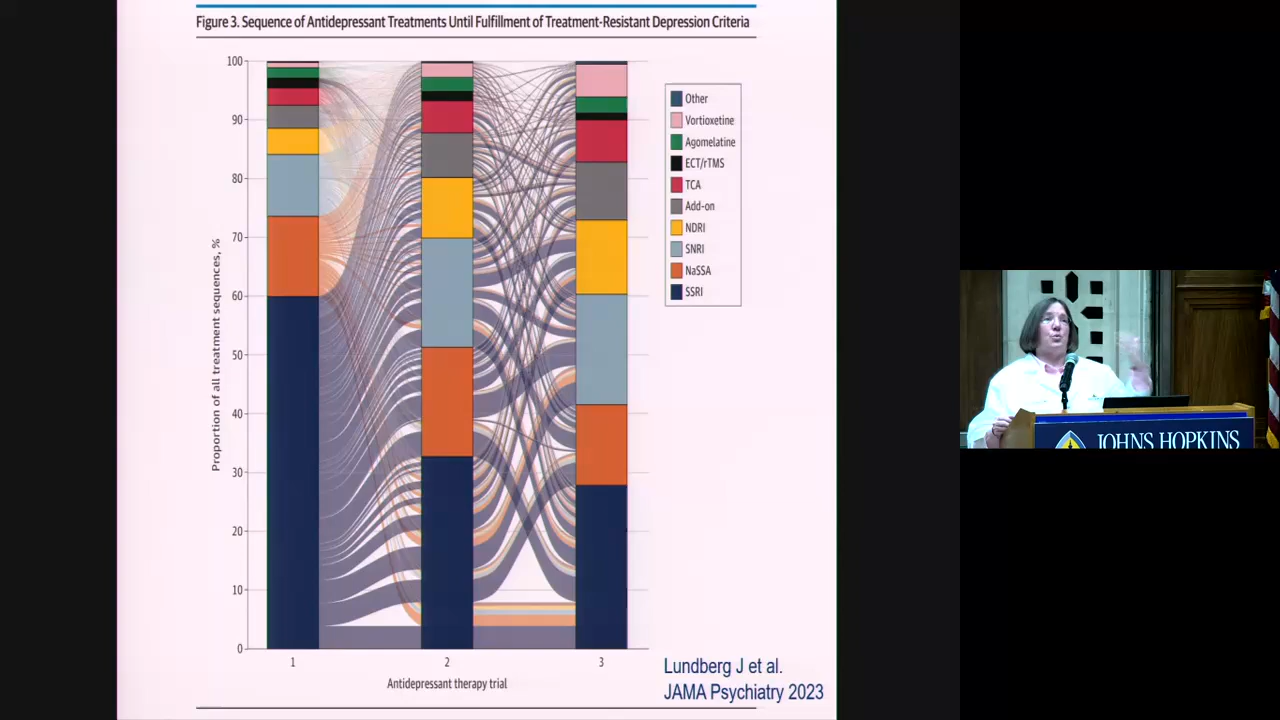 Figure 3. Sequence of Antidepressant Treatments Until Fulfillment of Treatment-Resistant Depression Criteria
100
90
80
70
60
50
40
30
20
10
0
Proportion of all treatment sequences, %
1
2
3
Antidepressant therapy trial
Other
Vortioxetine
Agomelatine
ECT/rTMS
TCA
Add-on
NDRI
SNRI
NaSSA
SSRI
Lundberg J et al.
JAMA Psychiatry 2023
JOHNS HOPKINS